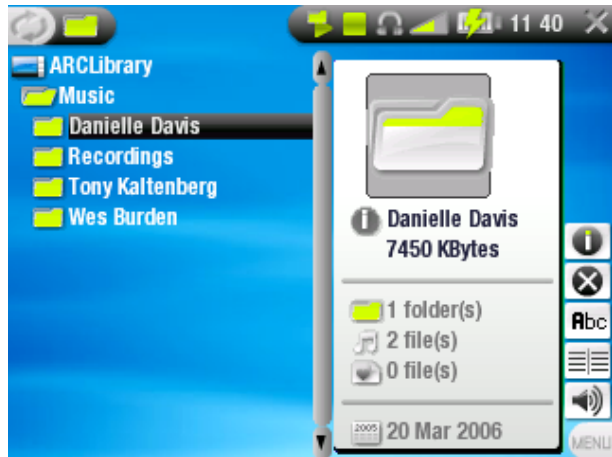 11 40
ARCLibrary
Music
Danielle Davis
Recordings
Tony Kaltenberg
Wes Burden
Danielle Davis
7450 KBytes
1 folder(s)
2 file(s)
0 file(s)
2005
20 Mar 2006
Abc
MENU